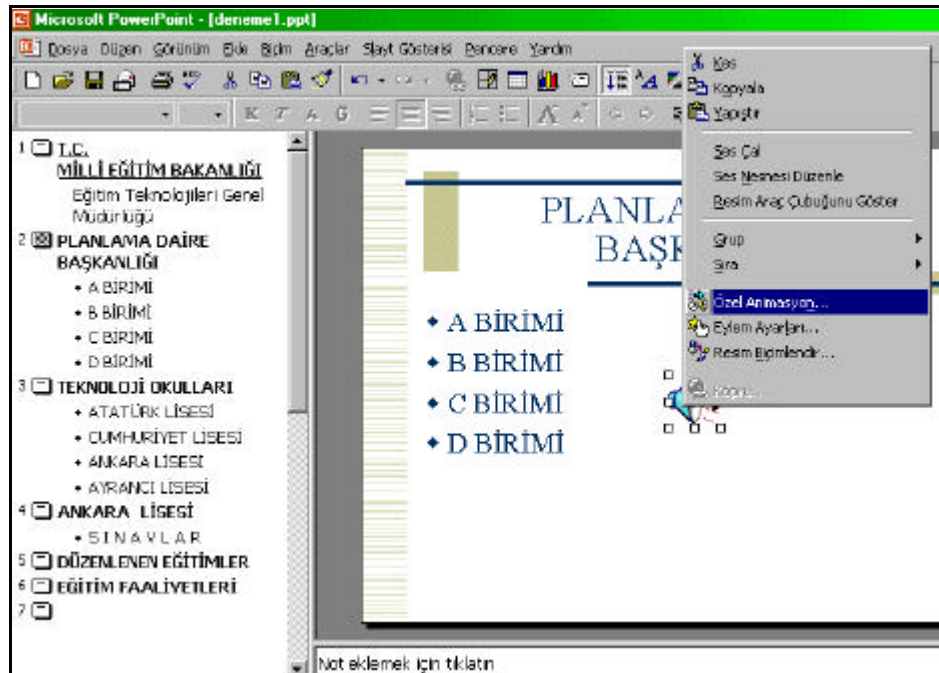 Microsoft PowerPoint - [deneme1.ppt]
Dosya Düzen Görünüm Ekle Biçim Araçlar Slayt Gösterisi Pencere Yardım
K T A G
1 T.C.
MİLLİ EĞİTİM BAKANLIĞI
Eğitim Teknolojileri Genel
Müdürlüğü
2 PLANLAMA DAİRE
BAŞKANLIĞI
• A BİRİMİ
• B BİRİMİ
• C BİRİMİ
• D BİRİMİ
3 TEKNOLOJİ OKULLARI
• ATATÜRK LİSESİ
• CUMHURİYET LİSESİ
• ANKARA LİSESİ
• AYRANCI LİSESİ
4 ANKARA LİSESİ
• S I N A V L A R
5 DÜZENLENEN EĞİTİMLER
6 EĞİTİM FAALİYETLERİ
7
PLANLA
BAŞK
• A BİRİMİ
• B BİRİMİ
• C BİRİMİ
• D BİRİMİ
Kes
Kopyala
Yapıştır
Ses Çal
Ses Nesnesi Düzenle
Resim Araç Çubuğunu Göster
Grup
Sıra
Özel Animasyon...
Eylem Ayarları...
Resim Biçimlendir...
Köprü...
Not eklemek için tıklatın